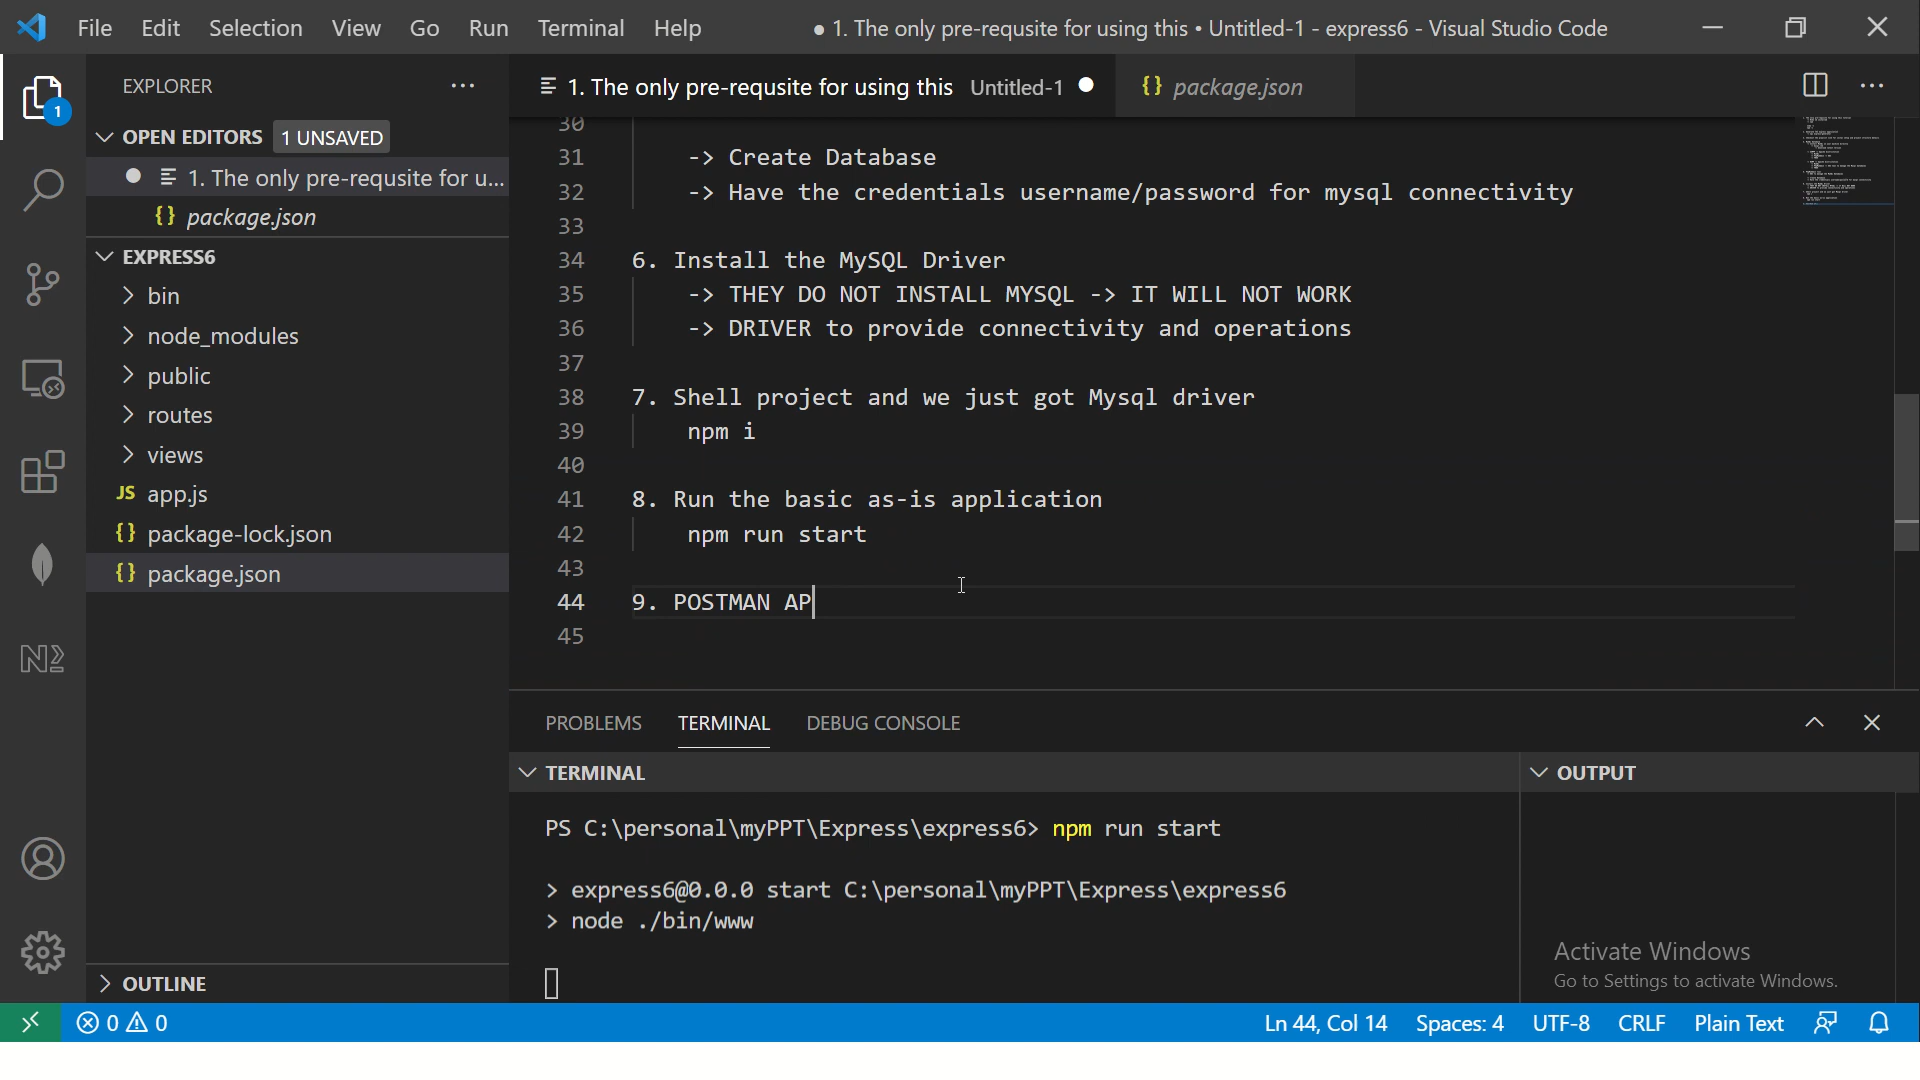 File Edit Selection View Go Run Terminal Help ● 1. The only pre-requsite for using this • Untitled-1 - express6 - Visual Studio Code
EXPLORER ···
1. The only pre-requsite for using this Untitled-1 ●
{} package.json
1
OPEN EDITORS 1 UNSAVED
● 1. The only pre-requsite for u...
{} package.json
EXPRESS6
> bin
> node_modules
> public
> routes
> views
JS app.js
{} package-lock.json
{} package.json
> OUTLINE
30
31 -> Create Database
32 -> Have the credentials username/password for mysql connectivity
33
34 6. Install the MySQL Driver
35 -> THEY DO NOT INSTALL MYSQL -> IT WILL NOT WORK
36 -> DRIVER to provide connectivity and operations
37
38 7. Shell project and we just got Mysql driver
39 npm i
40
41 8. Run the basic as-is application
42 npm run start
43
44 9. POSTMAN AP
45
PROBLEMS TERMINAL DEBUG CONSOLE
TERMINAL
OUTPUT
PS C:\personal\myPPT\Express\express6> npm run start
> express6@0.0.0 start C:\personal\myPPT\Express\express6
> node ./bin/www
Activate Windows
Go to Settings to activate Windows.
0 0 Ln 44, Col 14 Spaces: 4 UTF-8 CRLF Plain Text